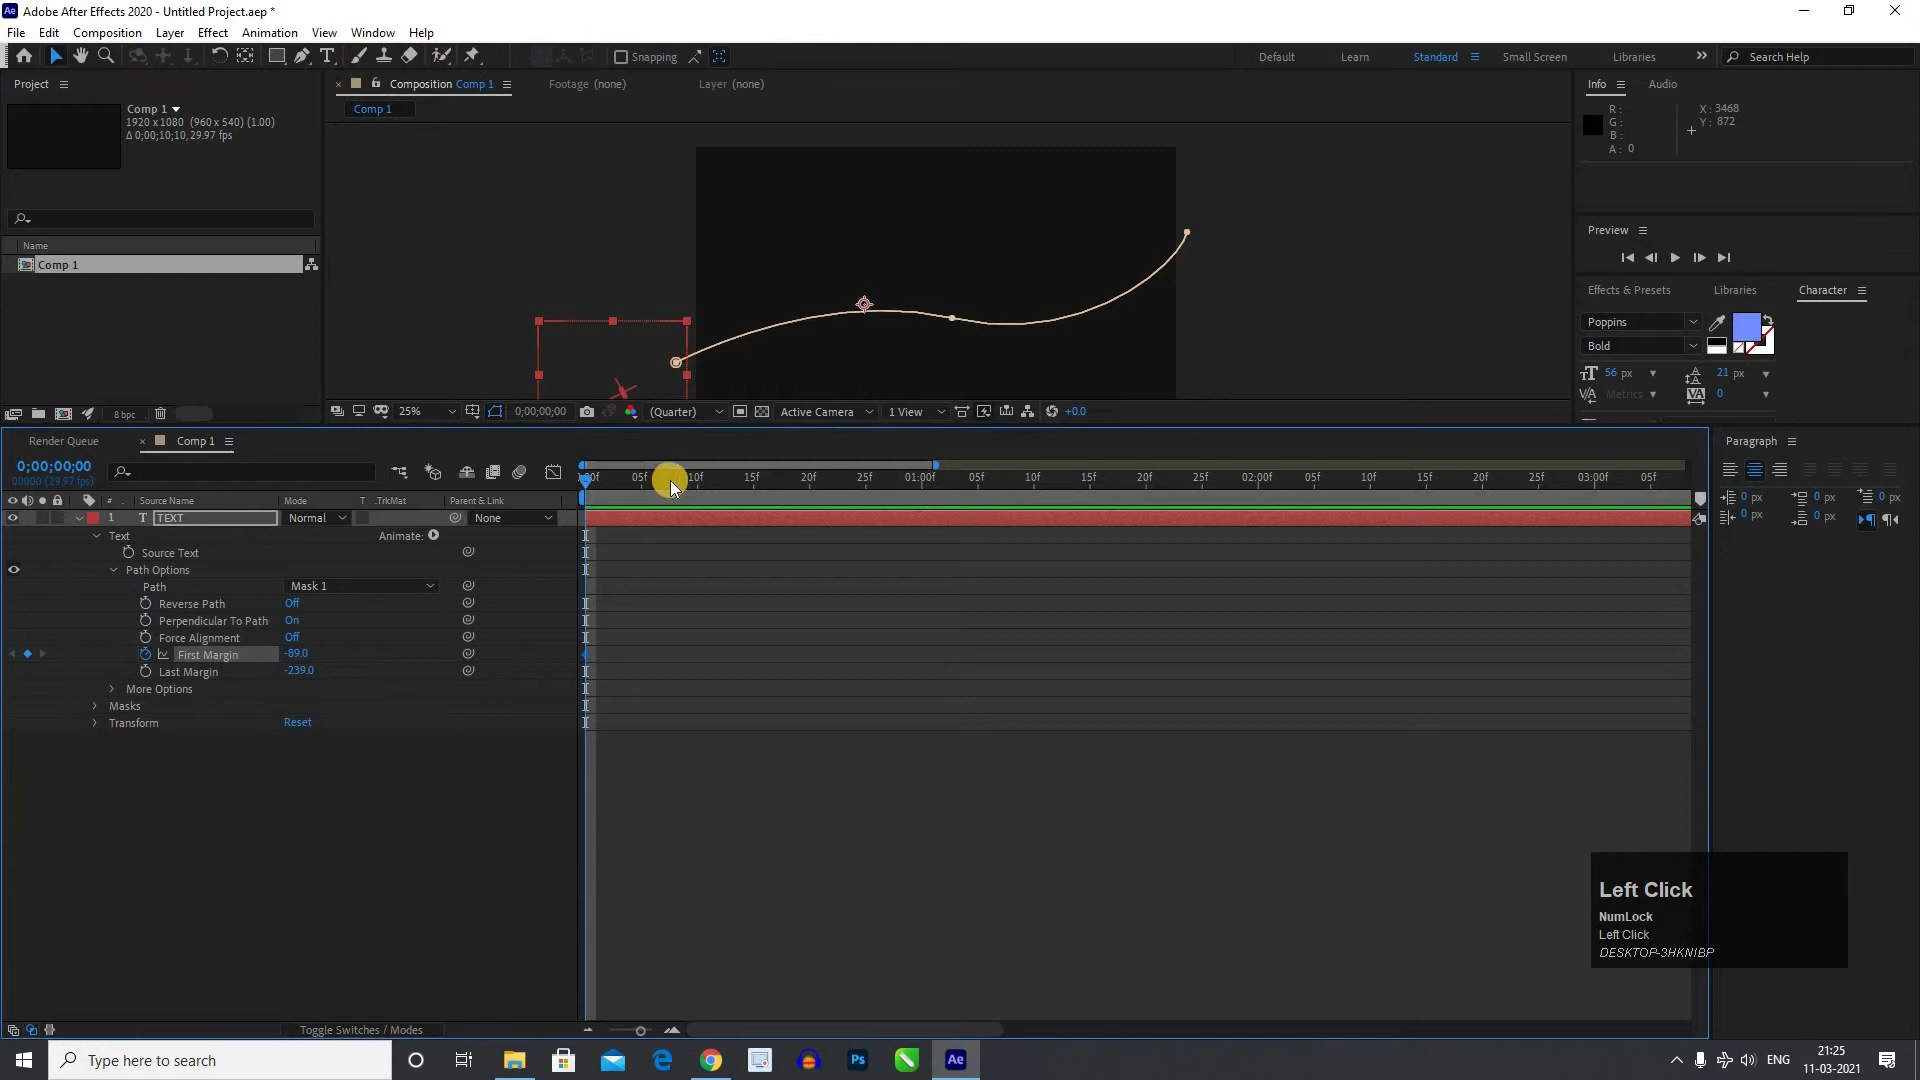 Adobe After Effects 2020 - Untitled Project.aep *
File Edit Composition Layer Effect Animation View Window Help
Snapping
Default Learn Standard Small Screen Libraries Search Help
Project
Comp 1
1920 x 1080 (960 x 540) (1.00)
Δ 0;00;10;10, 29.97 fps
Name
Comp 1
8 bpc
Composition Comp 1
Footage (none)
Layer (none)
Comp 1
25%
0;00;00;00
(Quarter)
Active Camera
1 View
+0.0
Info Audio
R :
G :
B :
A : 0
X : 3468
Y : 872
Preview
Effects & Presets Libraries Character
Poppins
Bold
56 px
21 px
Metrics
0
Render Queue
Comp 1
0;00;00;00
00000 (29.97 fps)
05f 10f 15f 20f 25f 01:00f 05f 10f 15f 20f 25f 02:00f 05f 10f 15f 20f 25f 03:00f 05f
# Source Name Mode T .TrkMat Parent & Link
1 T TEXT Normal None
Text Animate:
Source Text
Path Options
Path Mask 1
Reverse Path Off
Perpendicular To Path On
Force Alignment Off
First Margin -89.0
Last Margin -239.0
More Options
Masks
Transform Reset
Toggle Switches / Modes
Paragraph
0 px 0 px 0 px
0 px 0 px
Left Click
NumLock
Left Click
DESKTOP-3HKNIBP
Type here to search
Ps
Ae
ENG
21:25
11-03-2021